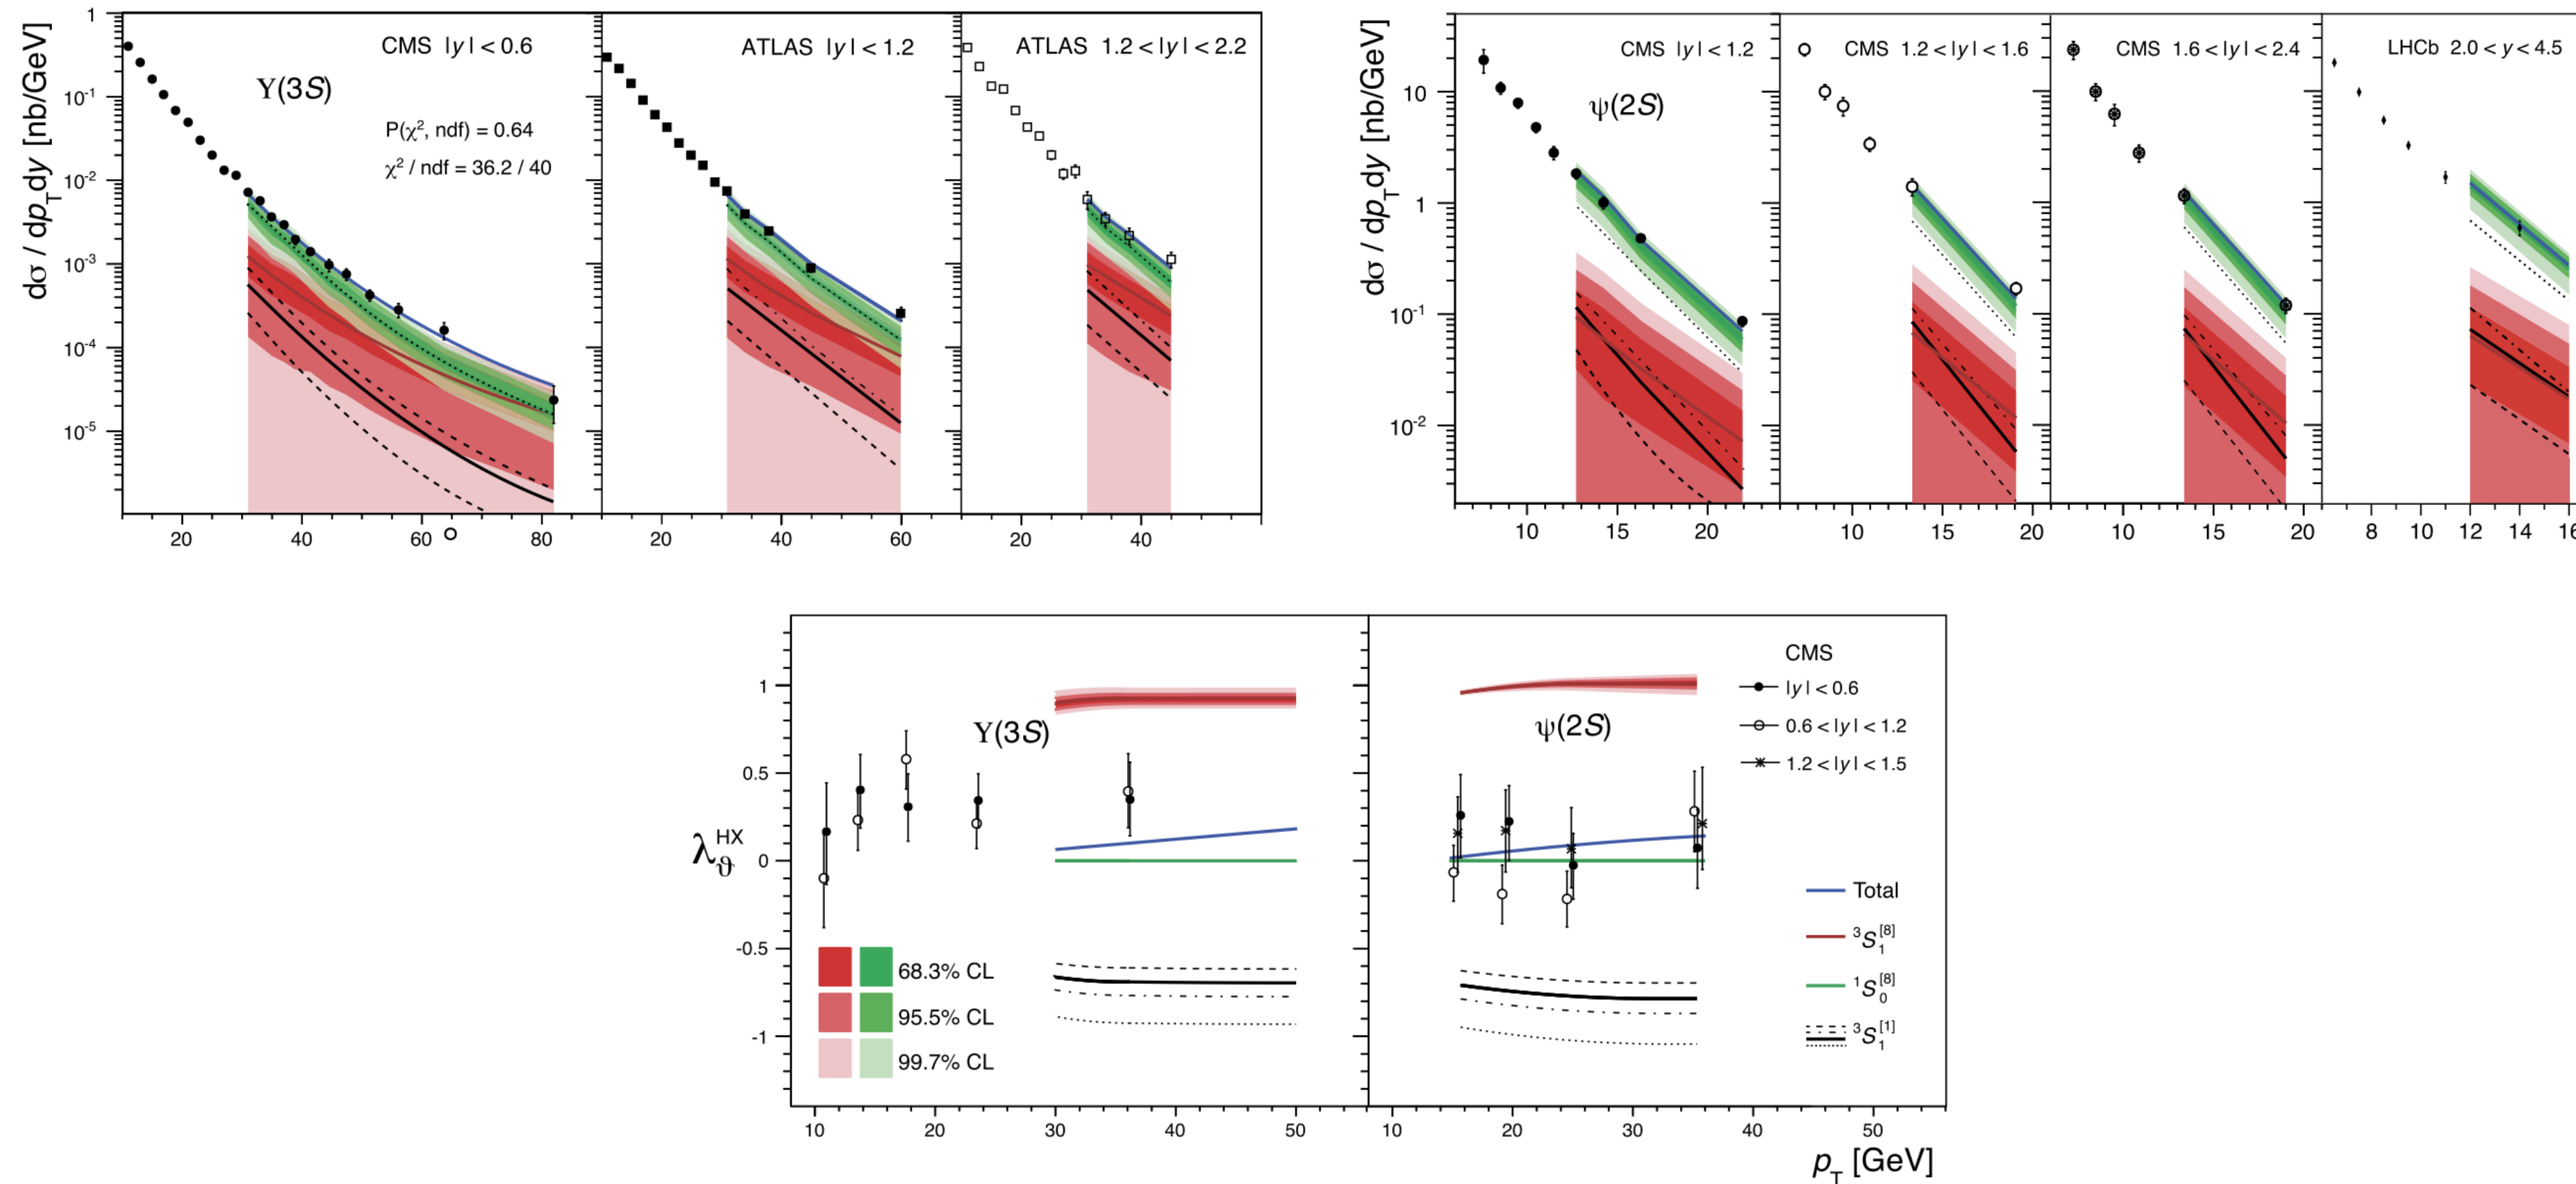 dσ / dp_T dy [nb/GeV]
1
10⁻¹
10⁻²
10⁻³
10⁻⁴
10⁻⁵
CMS |y| < 0.6
ϒ(3S)
P(χ², ndf) = 0.64
χ² / ndf = 36.2 / 40
ATLAS |y| < 1.2
ATLAS 1.2 < |y| < 2.2
20 40 60 80 20 40 60 20 40
dσ / dp_T dy [nb/GeV]
10
1
10⁻¹
10⁻²
CMS |y| < 1.2
ψ(2S)
CMS 1.2 < |y| < 1.6
CMS 1.6 < |y| < 2.4
LHCb 2.0 < y < 4.5
10 15 20 10 15 20 10 15 20 8 10 12 14 16
λ_ϑ^HX
1
0.5
0
-0.5
-1
ϒ(3S)
68.3% CL
95.5% CL
99.7% CL
ψ(2S)
CMS
|y| < 0.6
0.6 < |y| < 1.2
1.2 < |y| < 1.5
Total
³S₁^[8]
¹S₀^[8]
³S₁^[1]
10 20 30 40 50 10 20 30 40 50
p_T [GeV]